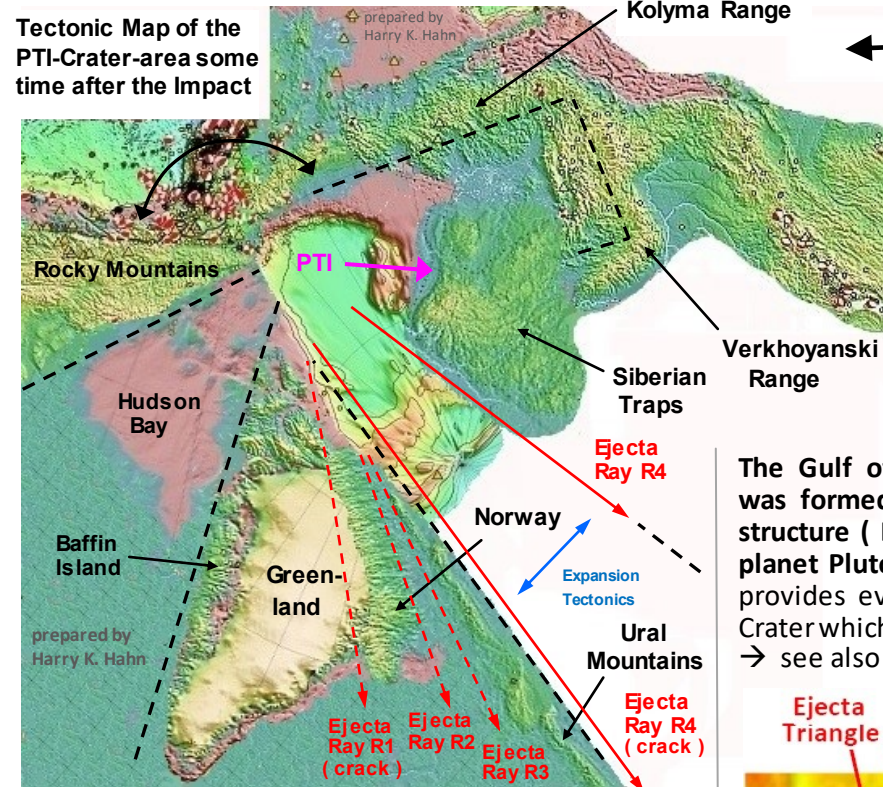 Tectonic Map of the
PTI-Crater-area some
time after the Impact
prepared by
Harry K. Hahn
Kolyma Range
Rocky Mountains
PTI
Hudson
Bay
Siberian
Traps
Verkhoyanski
Range
Ejecta
Ray R4
Baffin
Island
Green-
land
Norway
Expansion
Tectonics
Ural
Mountains
prepared by
Harry K. Hahn
Ejecta
Ray R1
( crack )
Ejecta
Ray R2
Ejecta
Ray R3
Ejecta
Ray R4
( crack )
The Gulf of
was formed
structure (
planet Plut
provides ev
Crater which
→ see also
Ejecta
Triangle